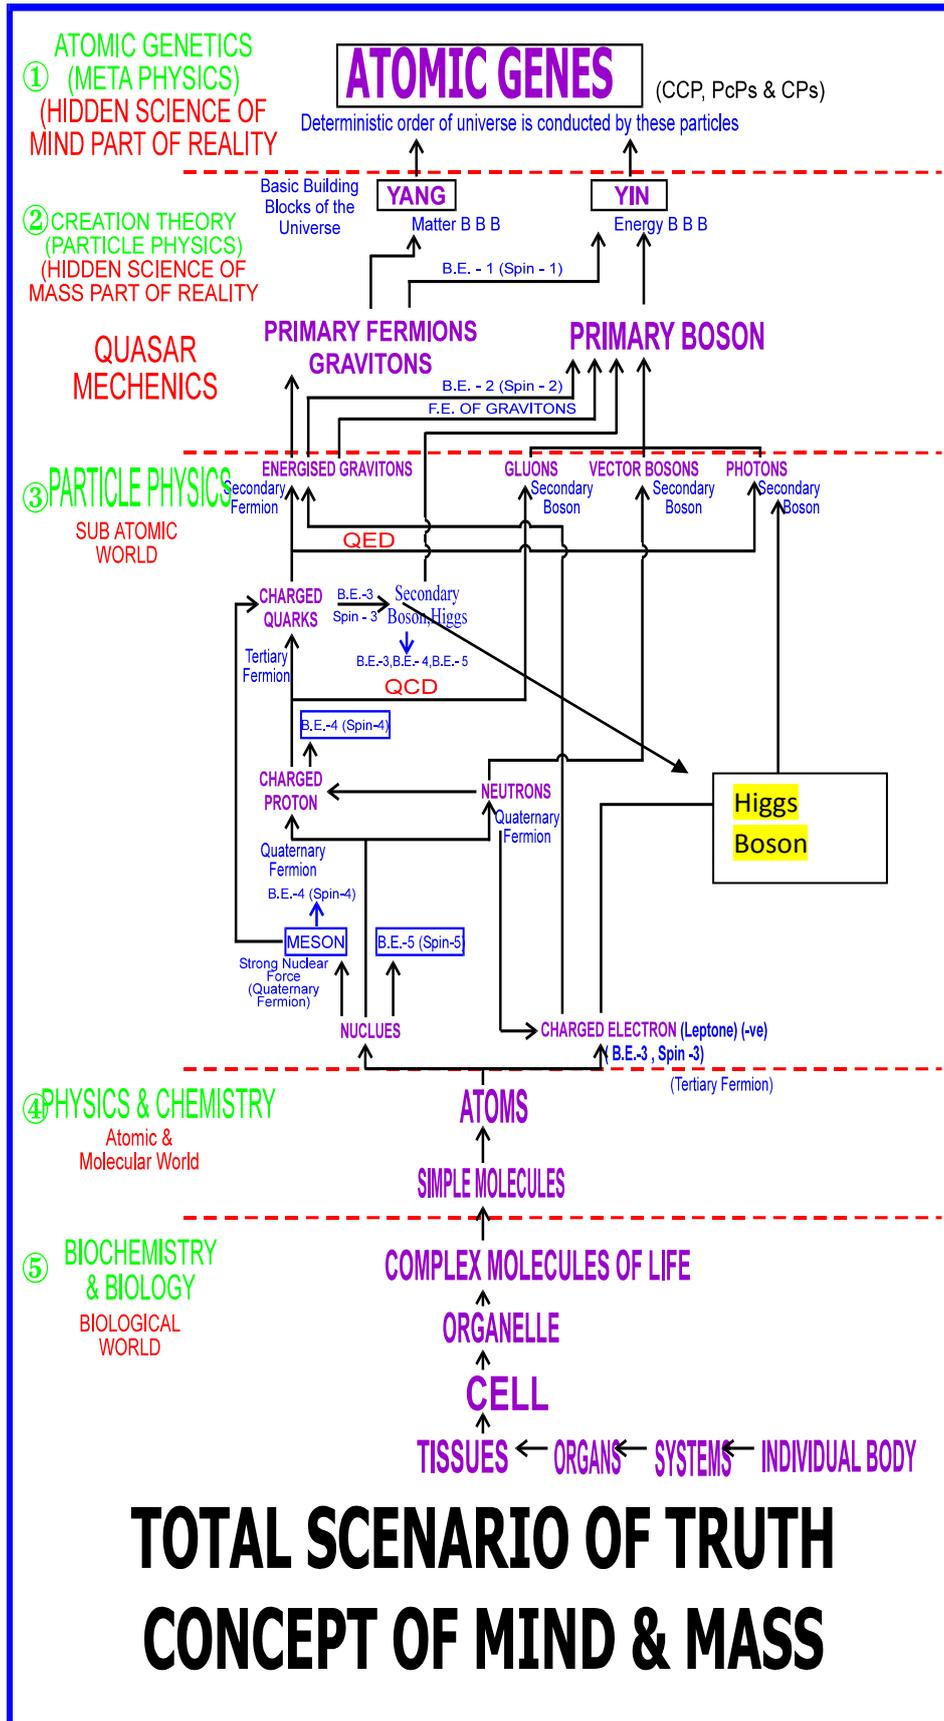 ①
ATOMIC GENETICS
(META PHYSICS)
(HIDDEN SCIENCE OF
MIND PART OF REALITY
ATOMIC GENES
(CCP, PcPs & CPs)
Deterministic order of universe is conducted by these particles
Basic Building
Blocks of the
Universe
YANG
Matter B B B
YIN
Energy B B B
②
CREATION THEORY
(PARTICLE PHYSICS)
(HIDDEN SCIENCE OF
MASS PART OF REALITY
B.E. - 1 (Spin - 1)
QUASAR
MECHENICS
PRIMARY FERMIONS
GRAVITONS
PRIMARY BOSON
B.E. - 2 (Spin - 2)
F.E. OF GRAVITONS
③
PARTICLE PHYSICS
SUB ATOMIC
WORLD
ENERGISED GRAVITONS
Secondary
Fermion
GLUONS
Secondary
Boson
VECTOR BOSONS
Secondary
Boson
PHOTONS
Secondary
Boson
QED
CHARGED
QUARKS
B.E.-3
Spin - 3
Secondary
Boson,Higgs
B.E.-3,B.E.- 4,B.E.- 5
Tertiary
Fermion
QCD
B.E.-4 (Spin-4)
CHARGED
PROTON
NEUTRONS
Quaternary
Fermion
Higgs
Boson
Quaternary
Fermion
B.E.-4 (Spin-4)
MESON
B.E.-5 (Spin-5)
Strong Nuclear
Force
(Quaternary
Fermion)
NUCLUES
CHARGED ELECTRON (Leptone) (-ve)
( B.E.-3 , Spin -3)
(Tertiary Fermion)
④
PHYSICS & CHEMISTRY
Atomic &
Molecular World
ATOMS
SIMPLE MOLECULES
⑤
BIOCHEMISTRY
& BIOLOGY
BIOLOGICAL
WORLD
COMPLEX MOLECULES OF LIFE
ORGANELLE
CELL
TISSUES
ORGANS
SYSTEMS
INDIVIDUAL BODY
TOTAL SCENARIO OF TRUTH
CONCEPT OF MIND & MASS